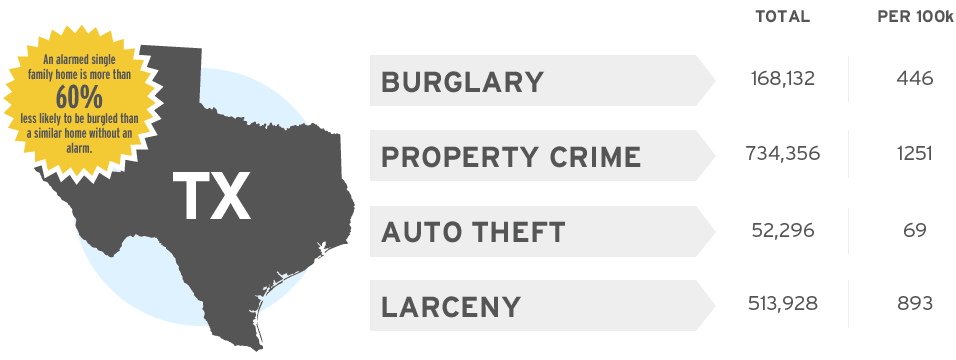 An alarmed single
family home is more than
60%
less likely to be burgled than
a similar home without an
alarm.
TX
TOTAL PER 100k
BURGLARY 168,132 446
PROPERTY CRIME 734,356 1251
AUTO THEFT 52,296 69
LARCENY 513,928 893